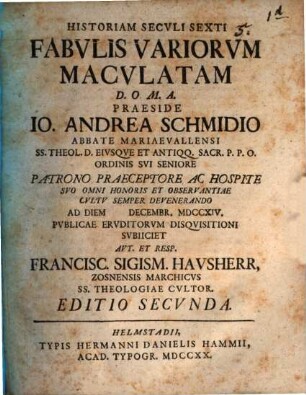 HISTORIAM SECVLI SEXTI
5.
1d
FABVLIS VARIORVM
MACVLATAM
D. O. M. A.
PRAESIDE
IO. ANDREA SCHMIDIO
ABBATE MARIAEVALLENSI
SS. THEOL. D. EIVSQVE ET ANTIQQ. SACR. P. P. O.
ORDINIS SVI SENIORE
PATRONO PRAECEPTORE AC HOSPITE
SVO OMNI HONORIS ET OBSERVANTIAE
CVLTV SEMPER DEVENERANDO
AD DIEM DECEMBR. MDCCXIV.
PVBLICAE ERVDITORVM DISQVISITIONI
SVBIICIET
AVT. ET RESP.
FRANCISC. SIGISM. HAVSHERR,
ZOSNENSIS MARCHICVS
SS. THEOLOGIAE CVLTOR.
EDITIO SECVNDA.
HELMSTADII,
TYPIS HERMANNI DANIELIS HAMMII,
ACAD. TYPOGR. MDCCXX.